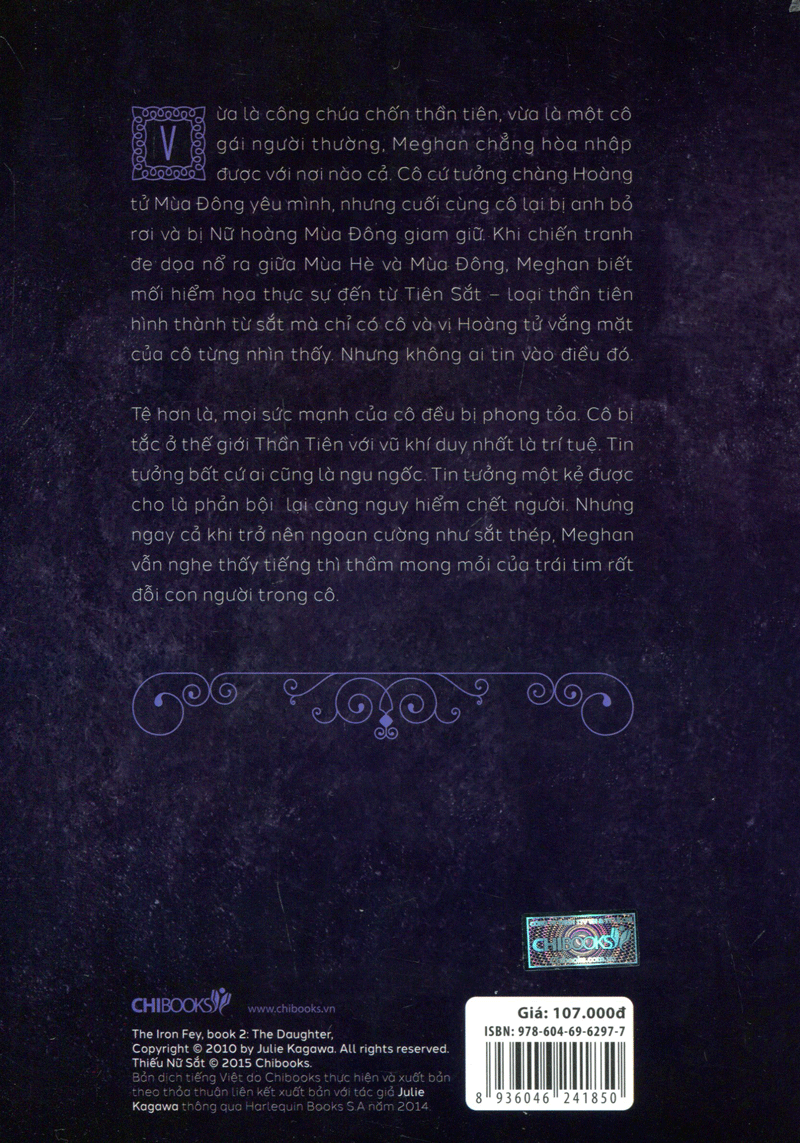 Vừa là công chúa chốn thần tiên, vừa là một cô
gái người thường, Meghan chẳng hòa nhập
được với nơi nào cả. Cô cứ tưởng chàng Hoàng
tử Mùa Đông yêu mình, nhưng cuối cùng cô lại bị anh bỏ
rơi và bị Nữ hoàng Mùa Đông giam giữ. Khi chiến tranh
đe dọa nổ ra giữa Mùa Hè và Mùa Đông, Meghan biết
mối hiểm họa thực sự đến từ Tiên Sắt – loại thần tiên
hình thành từ sắt mà chỉ có cô và vị Hoàng tử vắng mặt
của cô từng nhìn thấy. Nhưng không ai tin vào điều đó.
Tệ hơn là, mọi sức mạnh của cô đều bị phong tỏa. Cô bị
tắc ở thế giới Thần Tiên với vũ khí duy nhất là trí tuệ. Tin
tưởng bất cứ ai cũng là ngu ngốc. Tin tưởng một kẻ được
cho là phản bội lại càng nguy hiểm chết người. Nhưng
ngay cả khi trở nên ngoan cường như sắt thép, Meghan
vẫn nghe thấy tiếng thì thầm mong mỏi của trái tim rất
đỗi con người trong cô.
CHIBOOKS
CHIBOOKS www.chibooks.vn
The Iron Fey, book 2: The Daughter,
Copyright © 2010 by Julie Kagawa. All rights reserved.
Thiếu Nữ Sắt © 2015 Chibooks.
Bản dịch tiếng Việt do Chibooks thực hiện và xuất bản
theo thỏa thuận liên kết xuất bản với tác giả Julie
Kagawa thông qua Harlequin Books S.A năm 2014.
Giá: 107.000đ
ISBN: 978-604-69-6297-7
8 936046 241850